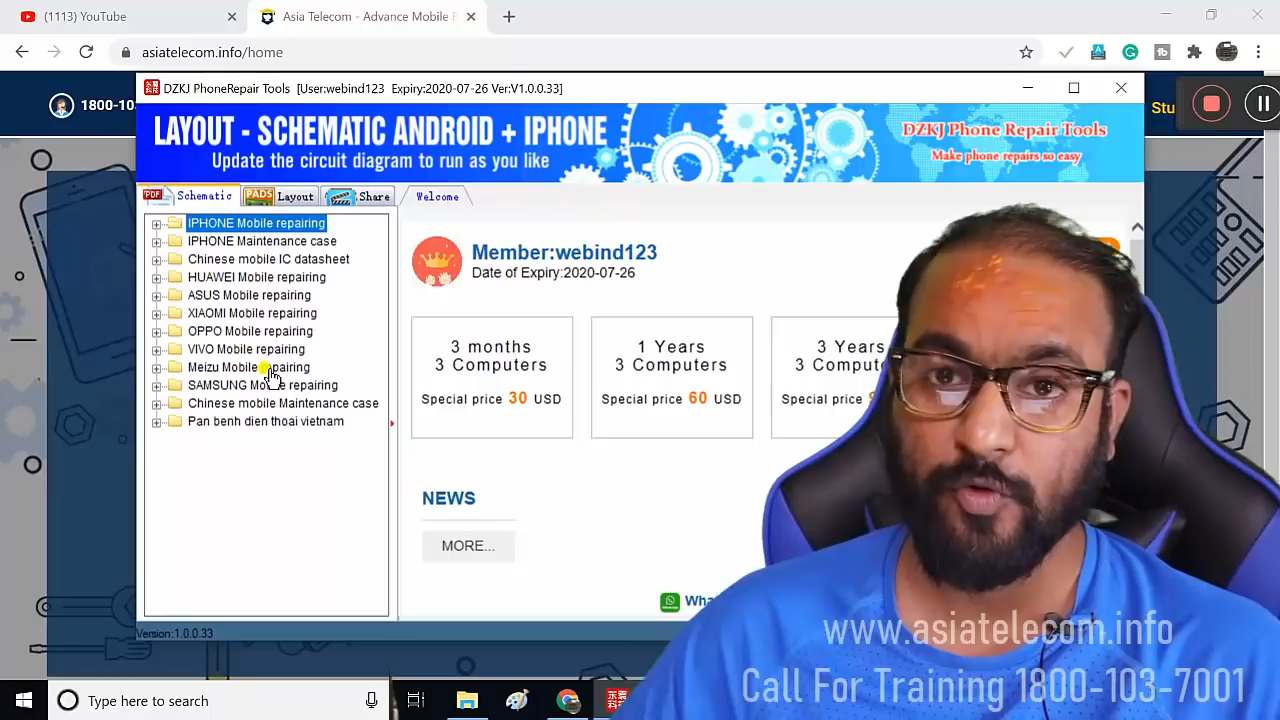 (1113) YouTube
Asia Telecom - Advance Mobile
asiatelecom.info/home
1800-10
DZKJ PhoneRepair Tools [User:webind123 Expiry:2020-07-26 Ver:V1.0.0.33]
Stu
LAYOUT - SCHEMATIC ANDROID + IPHONE
Update the circuit diagram to run as you like
DZKJ Phone Repair Tools
Make phone repairs so easy
PDF Schematic PADS Layout Share Welcome
IPHONE Mobile repairing
IPHONE Maintenance case
Chinese mobile IC datasheet
HUAWEI Mobile repairing
ASUS Mobile repairing
XIAOMI Mobile repairing
OPPO Mobile repairing
VIVO Mobile repairing
Meizu Mobile repairing
SAMSUNG Mobile repairing
Chinese mobile Maintenance case
Pan benh dien thoai vietnam
Member:webind123
Date of Expiry:2020-07-26
3 months
3 Computers
Special price 30 USD
1 Years
3 Computers
Special price 60 USD
3 Years
3 Computers
Special price
NEWS
MORE...
Wha
Version:1.0.0.33
www.asiatelecom.info
Call For Training 1800-103-7001
Type here to search